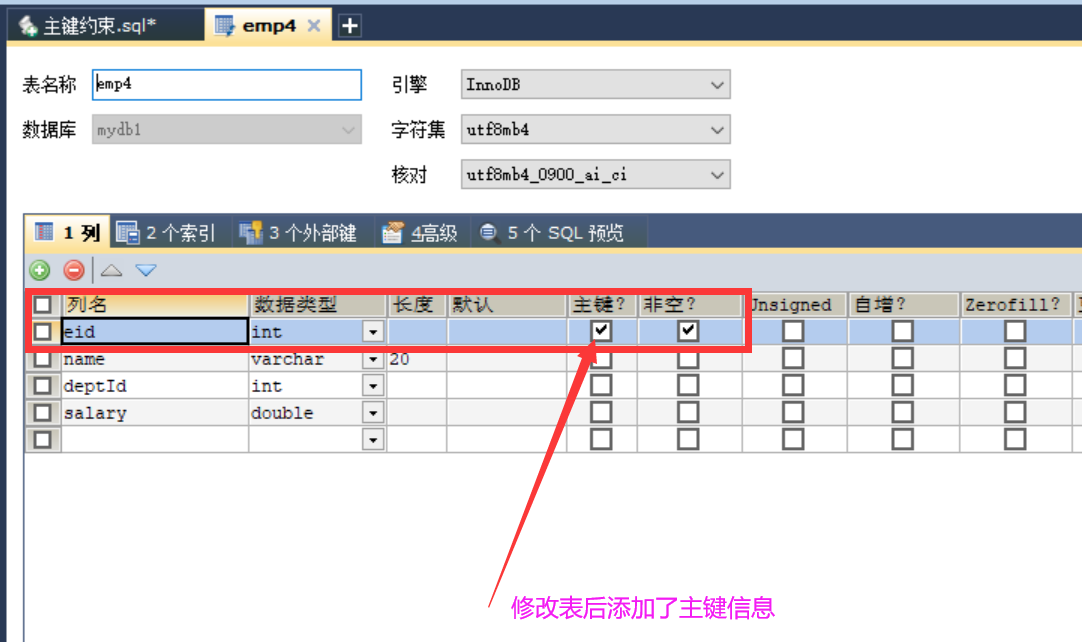 主键约束.sql*
emp4
表名称 emp4 引擎 InnoDB
数据库 mydb1 字符集 utf8mb4
核对 utf8mb4_0900_ai_ci
1 列 2 个索引 3 个外部键 4高级 5 个 SQL 预览
列名 数据类型 长度 默认 主键? 非空? Unsigned 自增? Zerofill?
eid int
name varchar 20
deptId int
salary double
修改表后添加了主键信息